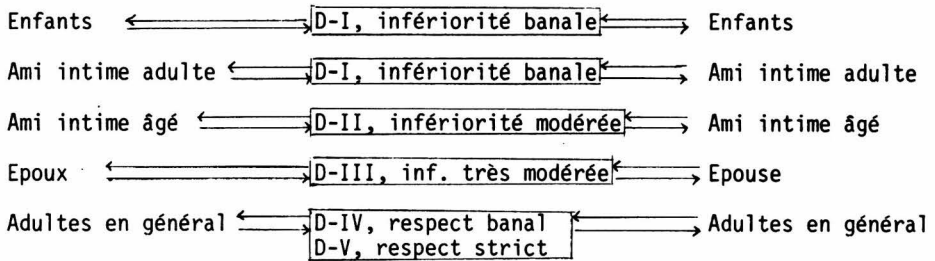 Enfants D-I, infériorité banale Enfants
Ami intime adulte D-I, infériorité banale Ami intime adulte
Ami intime âgé D-II, infériorité modérée Ami intime âgé
Epoux D-III, inf. très modérée Epouse
Adultes en général D-IV, respect banal Adultes en général
D-V, respect strict